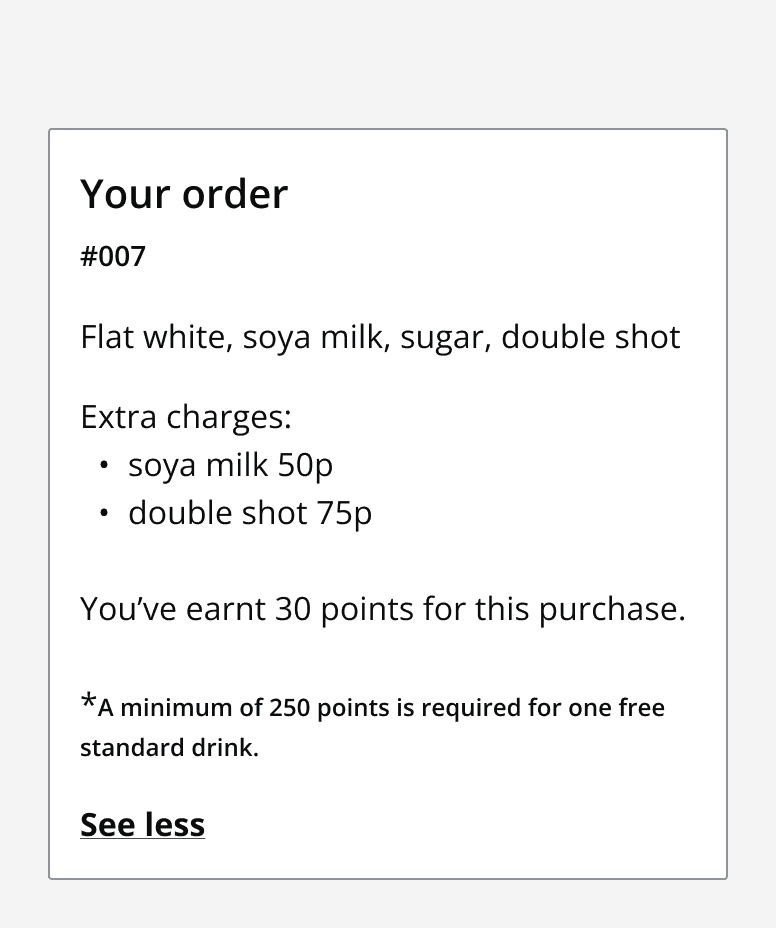 Your order
#007
Flat white, soya milk, sugar, double shot
Extra charges:
• soya milk 50p
• double shot 75p
You’ve earnt 30 points for this purchase.
*A minimum of 250 points is required for one free
standard drink.
See less